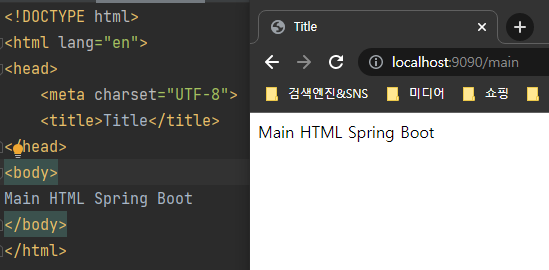 <!DOCTYPE html>
<html lang="en">
<head>
<meta charset="UTF-8">
<title>Title</title>
</head>
<body>
Main HTML Spring Boot
</body>
</html>
Title
localhost:9090/main
검색엔진&SNS 미디어 쇼핑
Main HTML Spring Boot